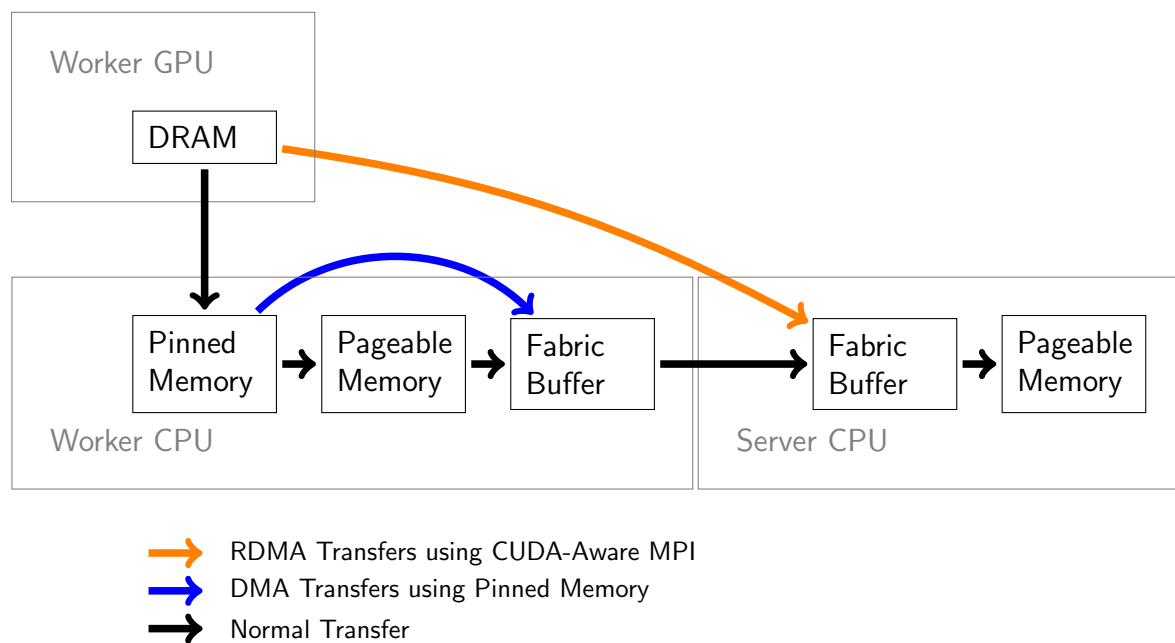 Worker GPU
DRAM
Pinned
Memory
Pageable
Memory
Fabric
Buffer
Fabric
Buffer
Pageable
Memory
Worker CPU
Server CPU
RDMA Transfers using CUDA-Aware MPI
DMA Transfers using Pinned Memory
Normal Transfer